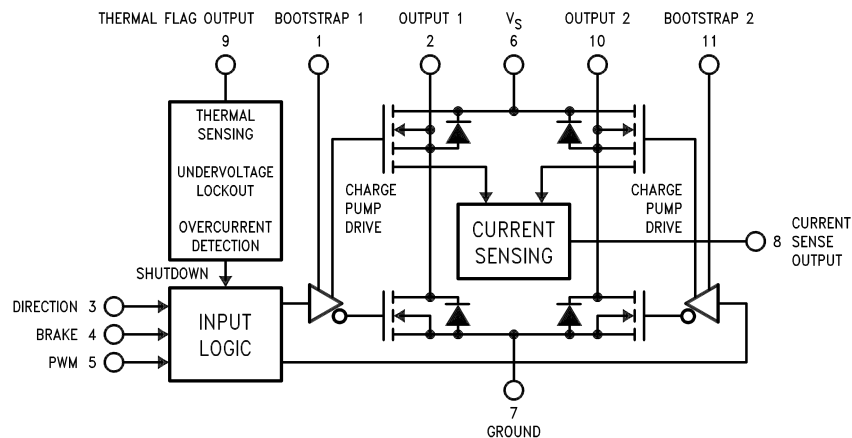 THERMAL FLAG OUTPUT
9
BOOTSTRAP 1
1
OUTPUT 1
2
VS
6
OUTPUT 2
10
BOOTSTRAP 2
11
THERMAL
SENSING
UNDERVOLTAGE
LOCKOUT
OVERCURRENT
DETECTION
SHUTDOWN
CHARGE
PUMP
DRIVE
CURRENT
SENSING
CHARGE
PUMP
DRIVE
8
CURRENT
SENSE
OUTPUT
DIRECTION 3
BRAKE 4
PWM 5
INPUT
LOGIC
7
GROUND